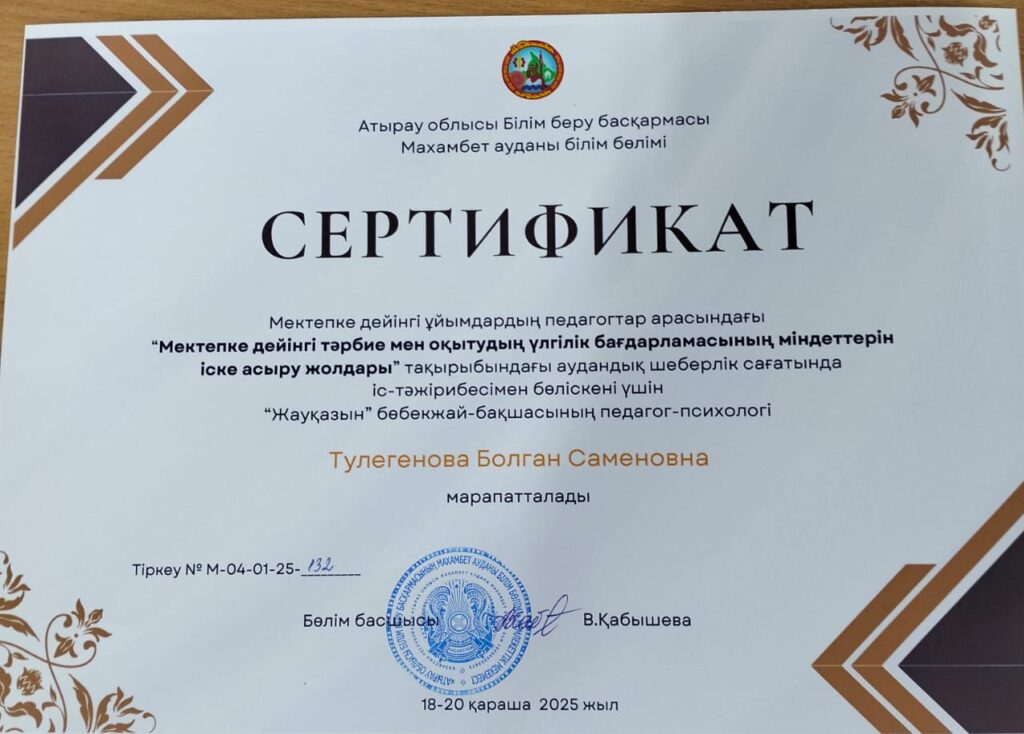 Атырау облысы Білім беру басқармасы
Махамбет ауданы білім бөлімі
СЕРТИФИКАТ
Мектепке дейінгі ұйымдардың педагогтар арасындағы
“Мектепке дейінгі тәрбие мен оқытудың үлгілік бағдарламасының міндеттерін
іске асыру жолдары” тақырыбындағы аудандық шеберлік сағатында
іс-тәжірибесімен бөліскені үшін
“Жауқазын” бөбекжай-бақшасының педагог-психологі
Тулегенова Болган Саменовна
марапатталады
Тіркеу № М-04-01-25-132
Бөлім басшысы В.Қабышева
18-20 қараша 2025 жыл